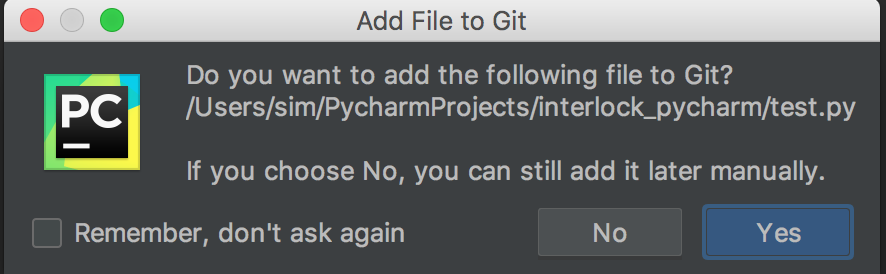 Add File to Git
Do you want to add the following file to Git?
/Users/sim/PycharmProjects/interlock_pycharm/test.py
If you choose No, you can still add it later manually.
PC
Remember, don't ask again
No
Yes